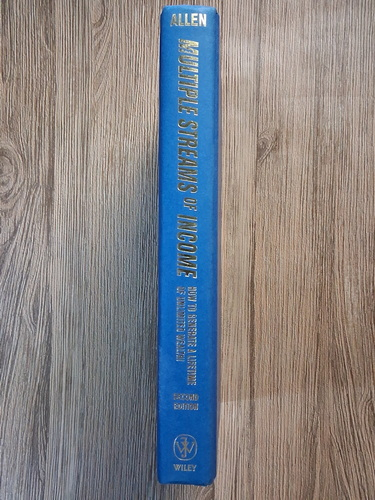 ALLEN
MULTIPLE STREAMS OF INCOME
HOW TO GENERATE A LIFETIME
OF UNLIMITED WEALTH
SECOND
EDITION
WILEY